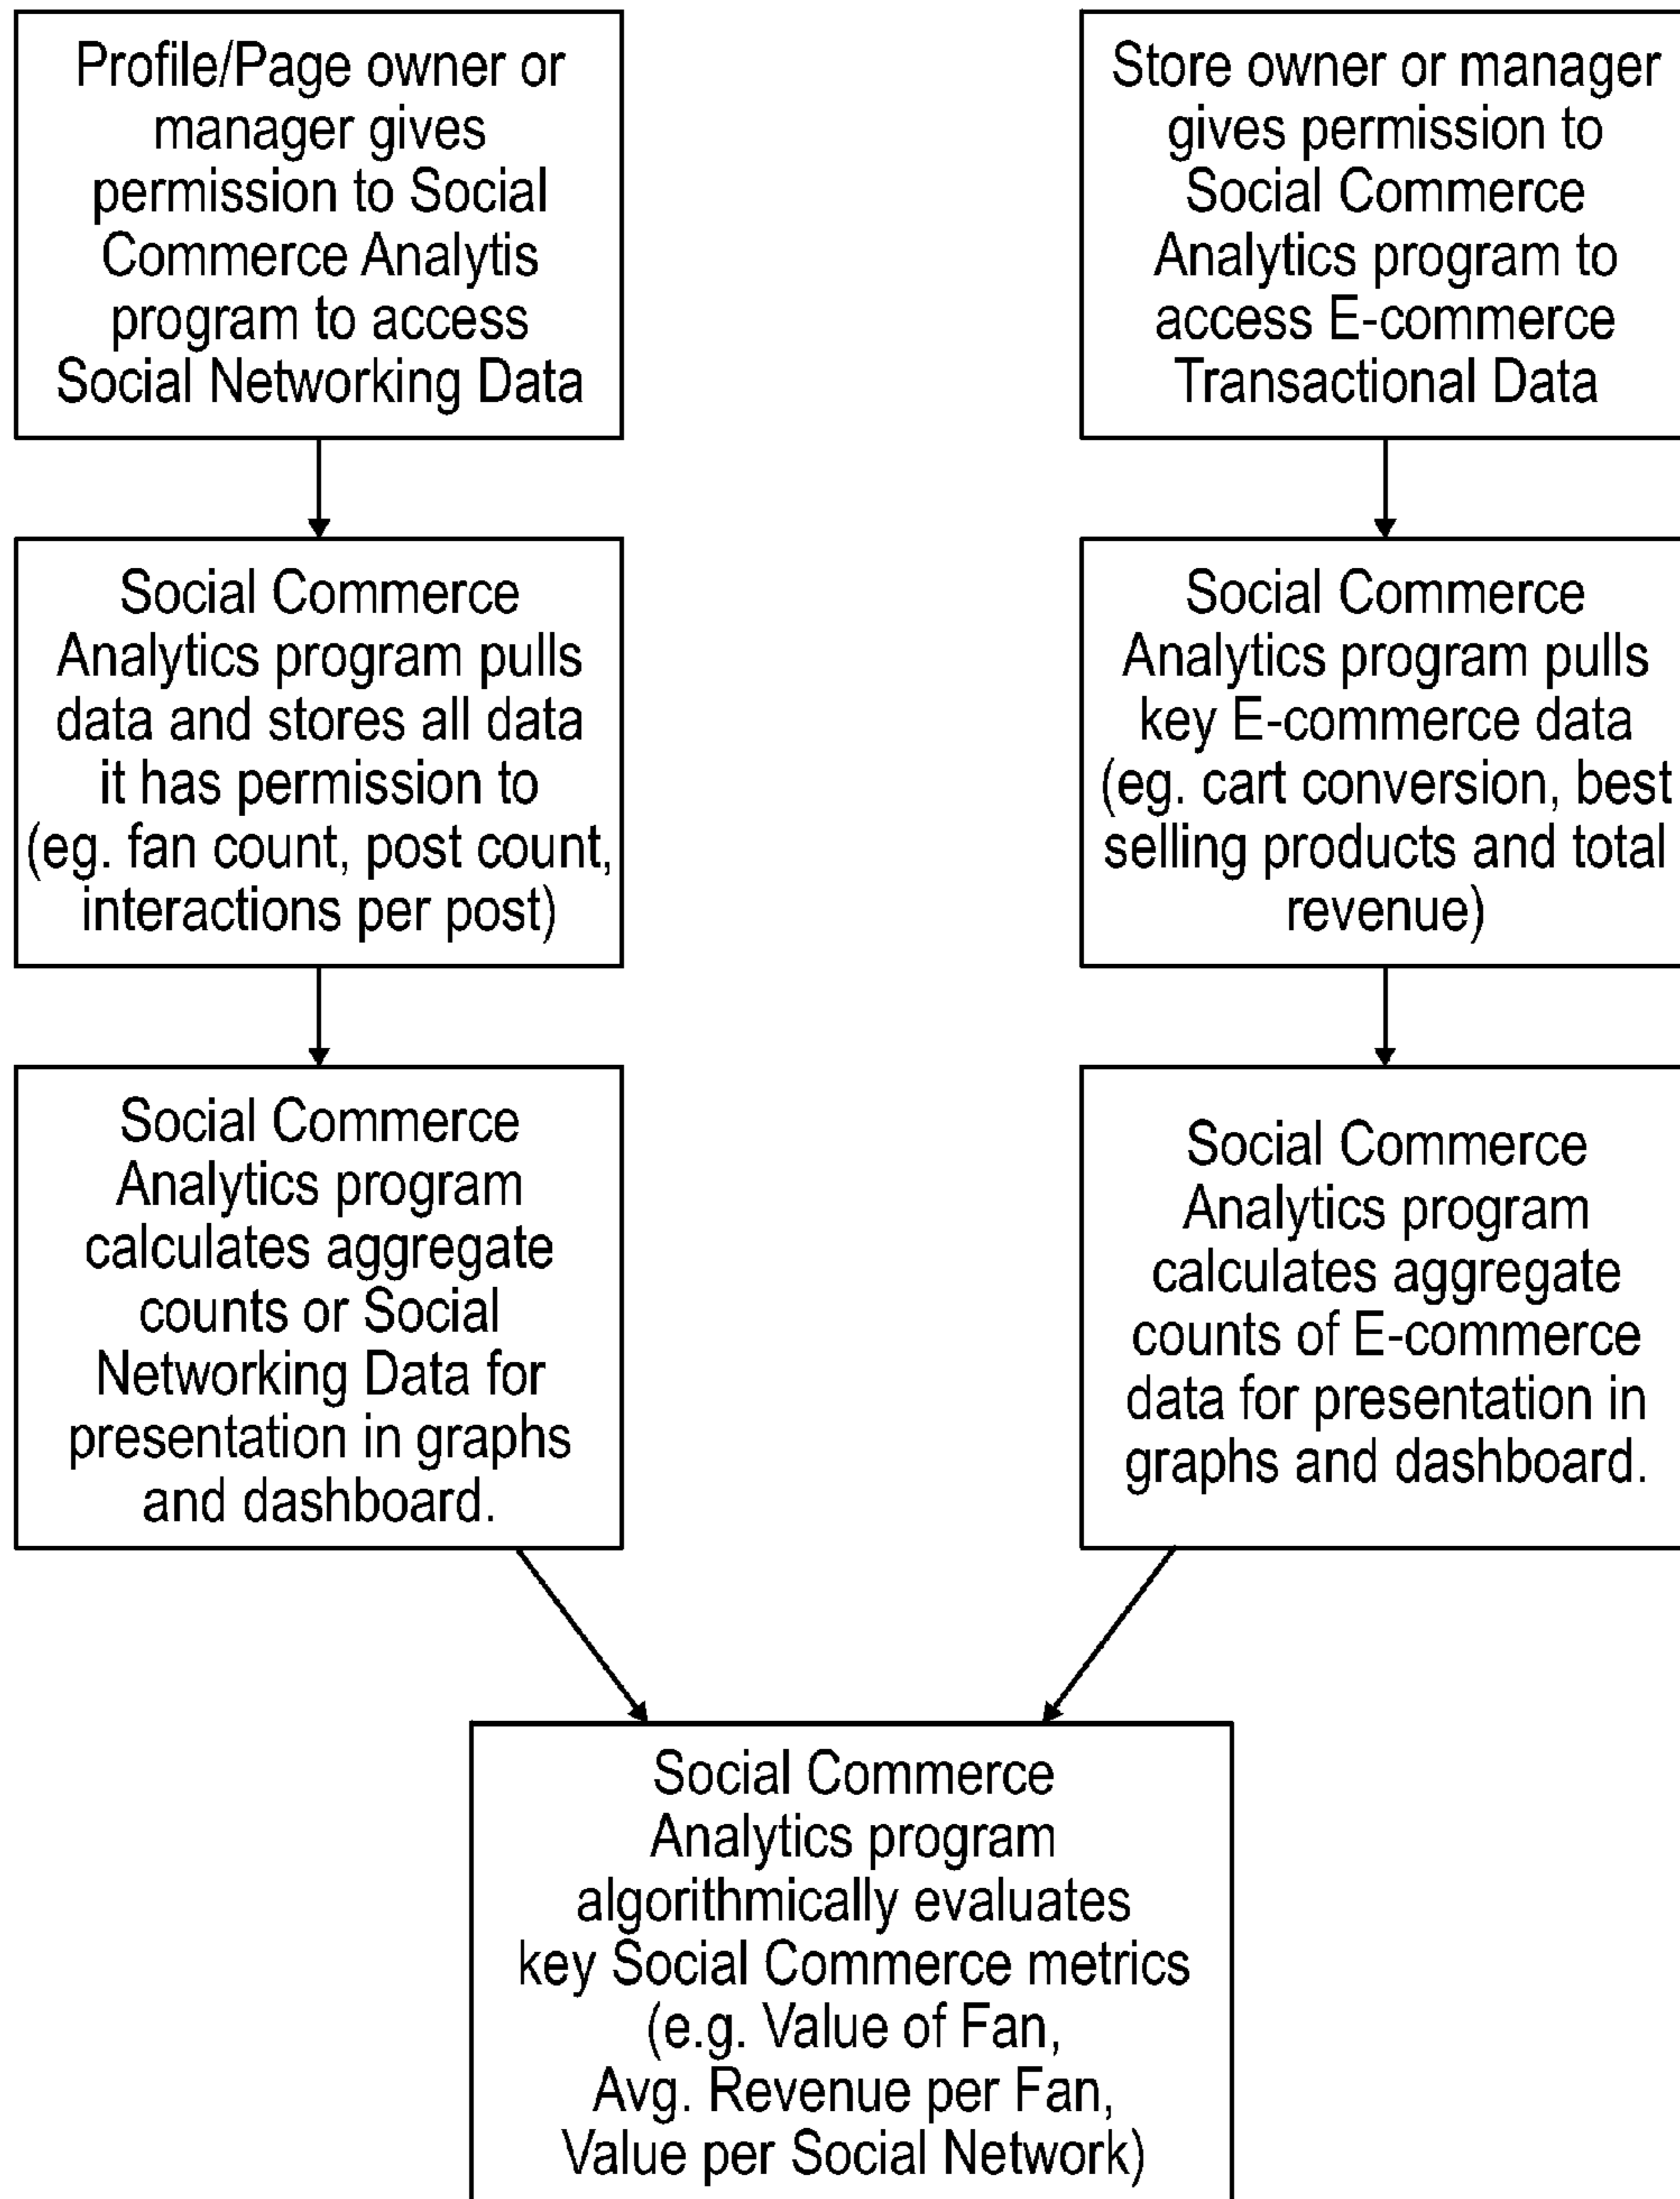 Profile/Page owner or
manager gives
permission to Social
Commerce Analytis
program to access
Social Networking Data
Store owner or manager
gives permission to
Social Commerce
Analytics program to
access E-commerce
Transactional Data
Social Commerce
Analytics program pulls
data and stores all data
it has permission to
(eg. fan count, post count,
interactions per post)
Social Commerce
Analytics program pulls
key E-commerce data
(eg. cart conversion, best
selling products and total
revenue)
Social Commerce
Analytics program
calculates aggregate
counts or Social
Networking Data for
presentation in graphs
and dashboard.
Social Commerce
Analytics program
calculates aggregate
counts of E-commerce
data for presentation in
graphs and dashboard.
Social Commerce
Analytics program
algorithmically evaluates
key Social Commerce metrics
(e.g. Value of Fan,
Avg. Revenue per Fan,
Value per Social Network)